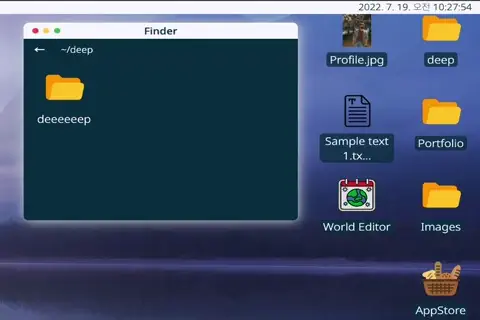 2022. 7. 19. 오전 10:27:54
Finder
← ~/deep
deeeeeep
Profile.jpg
deep
Sample text
1.tx...
Portfolio
World Editor
Images
AppStore